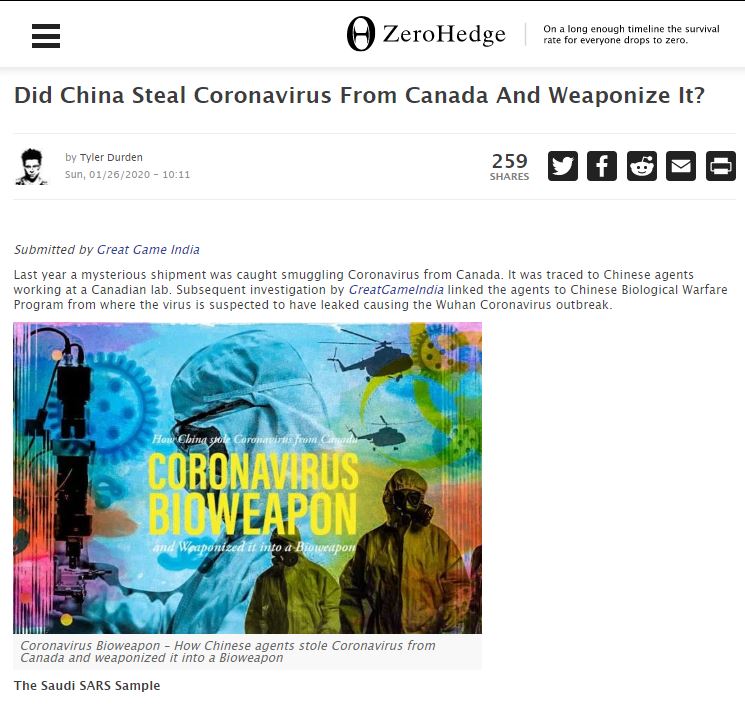 ZeroHedge
On a long enough timeline the survival
rate for everyone drops to zero.
Did China Steal Coronavirus From Canada And Weaponize It?
by Tyler Durden
Sun, 01/26/2020 - 10:11
259
SHARES
Submitted by Great Game India
Last year a mysterious shipment was caught smuggling Coronavirus from Canada. It was traced to Chinese agents
working at a Canadian lab. Subsequent investigation by GreatGameIndia linked the agents to Chinese Biological Warfare
Program from where the virus is suspected to have leaked causing the Wuhan Coronavirus outbreak.
How China stole Coronavirus from Canada
CORONAVIRUS
BIOWEAPON
and Weaponized it into a Bioweapon
Coronavirus Bioweapon – How Chinese agents stole Coronavirus from
Canada and weaponized it into a Bioweapon
The Saudi SARS Sample